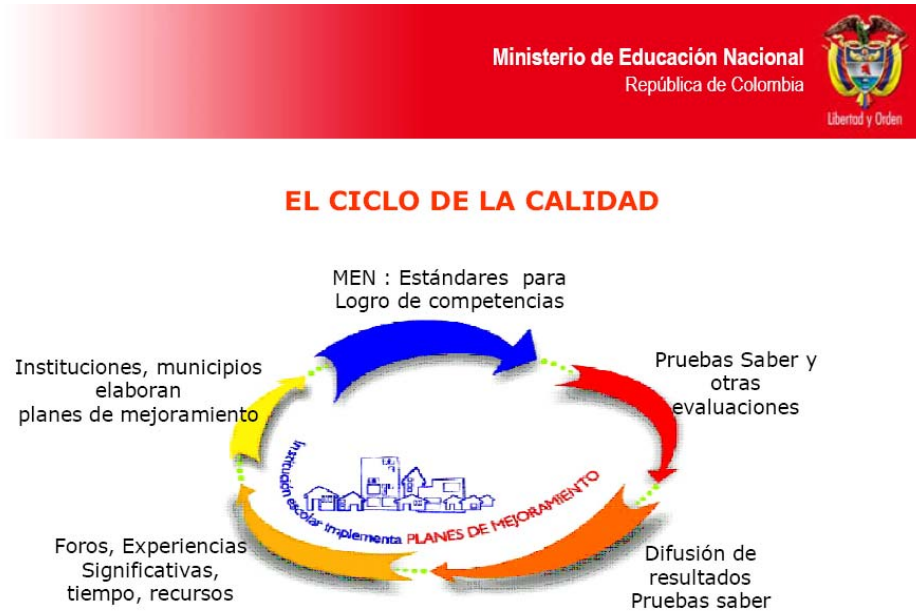 Ministerio de Educación Nacional
República de Colombia
Libertad y Orden
EL CICLO DE LA CALIDAD
MEN : Estándares para
Logro de competencias
Instituciones, municipios
elaboran
planes de mejoramiento
Pruebas Saber y
otras
evaluaciones
Institución escolar implementa PLANES DE MEJORAMIENTO
Foros, Experiencias
Significativas,
tiempo, recursos
Difusión de
resultados
Pruebas saber